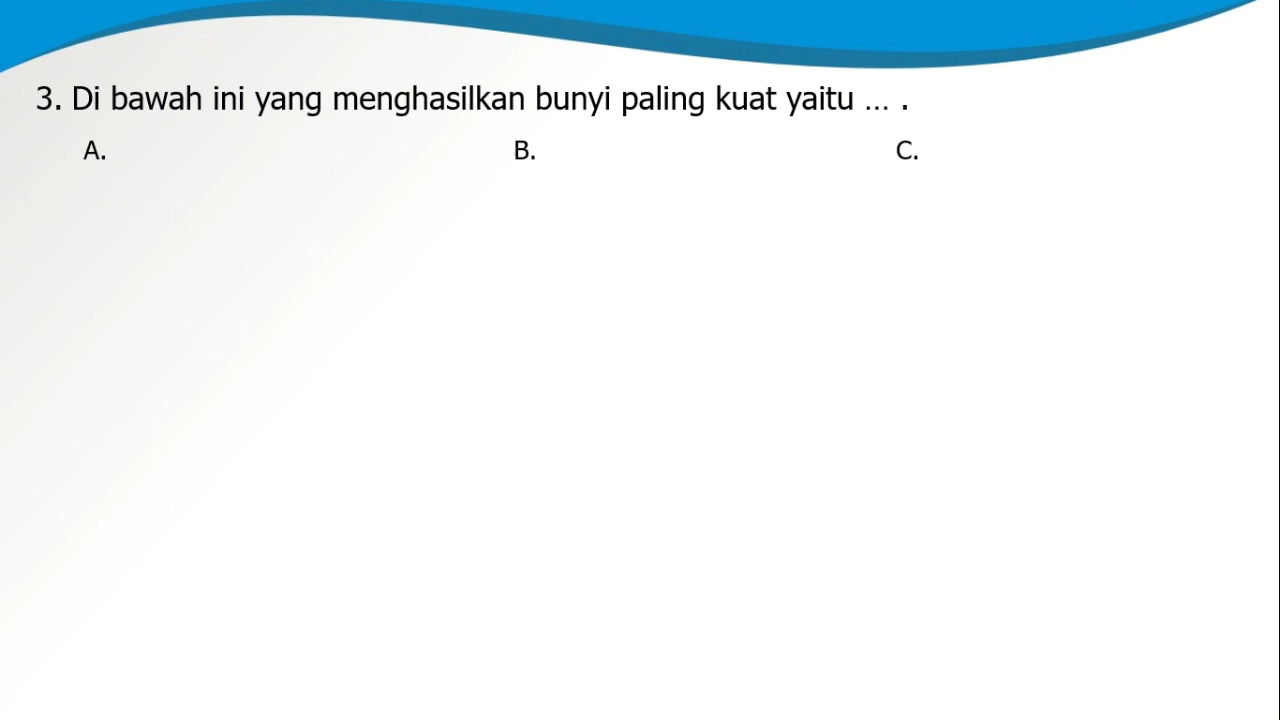 3. Di bawah ini yang menghasilkan bunyi paling kuat yaitu ... .
A. B. C.